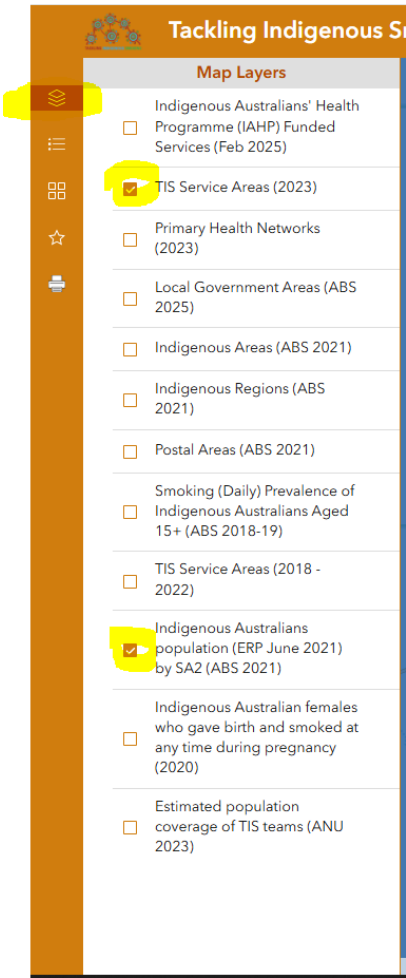 Tackling Indigenous
Map Layers
Indigenous Australians' Health
Programme (IAHP) Funded
Services (Feb 2025)
TIS Service Areas (2023)
Primary Health Networks
(2023)
Local Government Areas (ABS
2025)
Indigenous Areas (ABS 2021)
Indigenous Regions (ABS
2021)
Postal Areas (ABS 2021)
Smoking (Daily) Prevalence of
Indigenous Australians Aged
15+ (ABS 2018-19)
TIS Service Areas (2018 -
2022)
Indigenous Australians
population (ERP June 2021)
by SA2 (ABS 2021)
Indigenous Australian females
who gave birth and smoked at
any time during pregnancy
(2020)
Estimated population
coverage of TIS teams (ANU
2023)